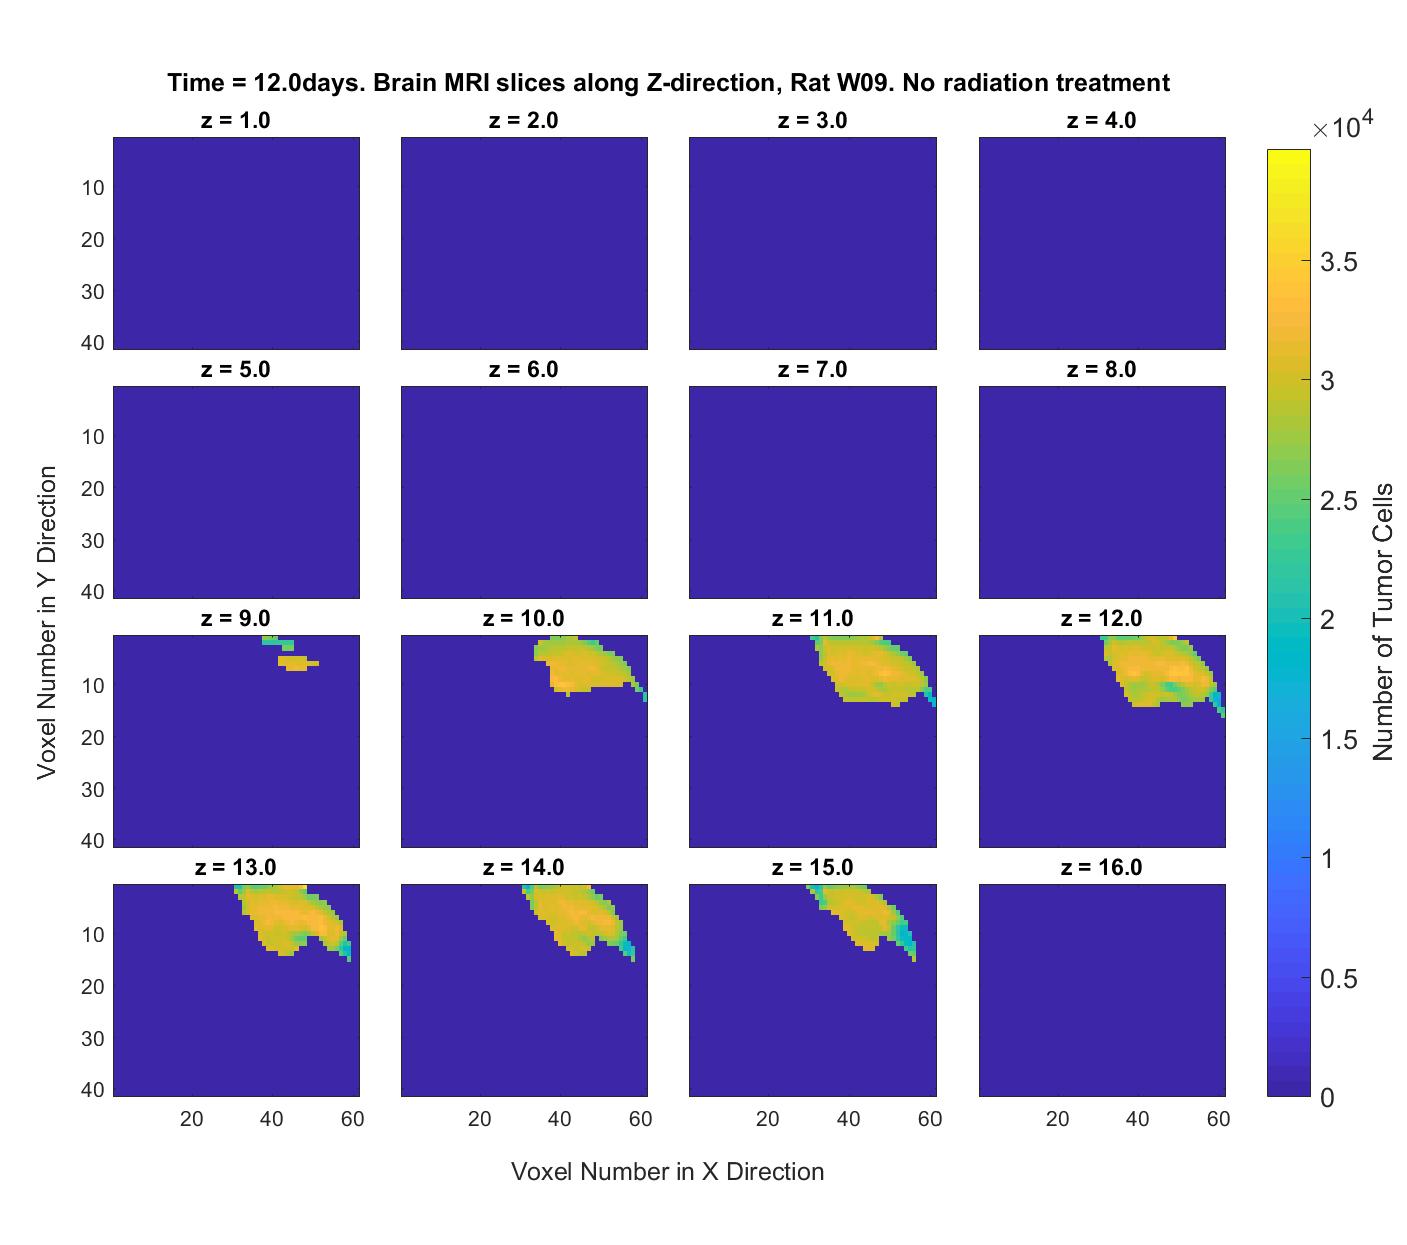 Time = 12.0days. Brain MRI slices along Z-direction, Rat W09. No radiation treatment
z = 1.0 z = 2.0 z = 3.0 z = 4.0
×10⁴
10
20
30
40
z = 5.0 z = 6.0 z = 7.0 z = 8.0
10
20
30
40
z = 9.0 z = 10.0 z = 11.0 z = 12.0
10
20
30
40
z = 13.0 z = 14.0 z = 15.0 z = 16.0
10
20
30
40
20 40 60 20 40 60 20 40 60 20 40 60
Voxel Number in X Direction
Voxel Number in Y Direction
3.5
3
2.5
2
1.5
1
0.5
0
Number of Tumor Cells